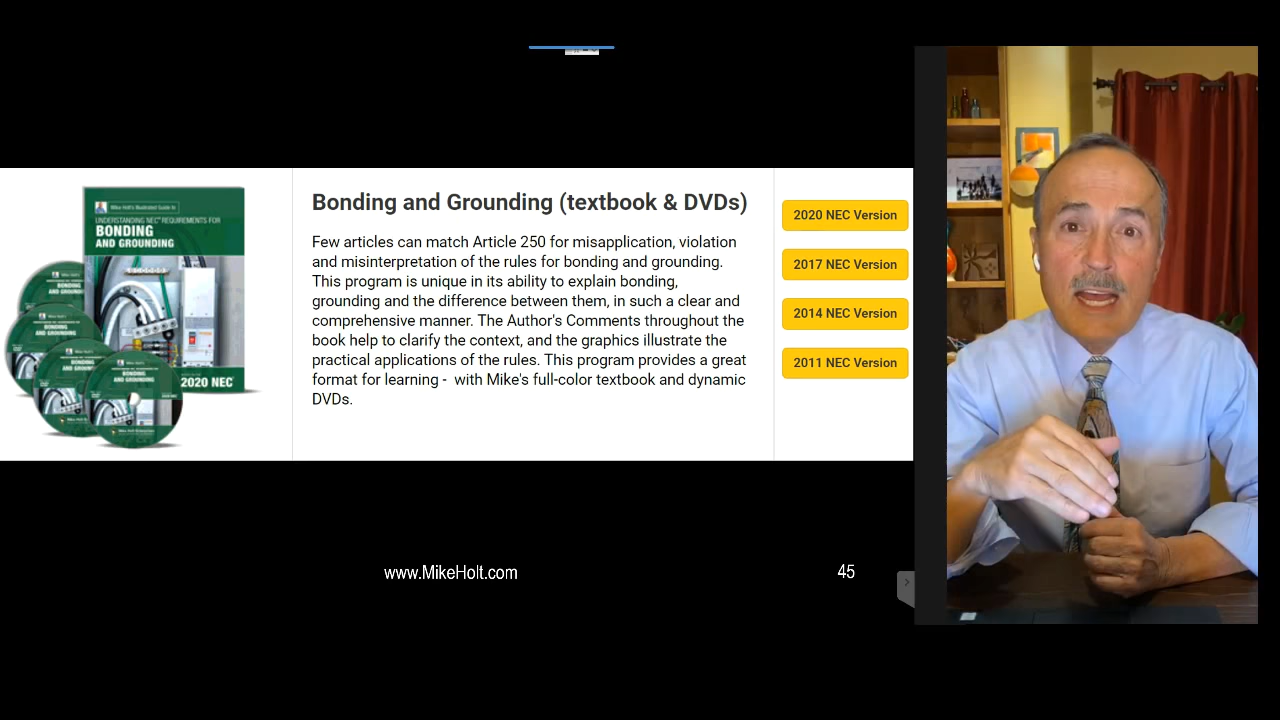 Bonding and Grounding (textbook & DVDs)
Few articles can match Article 250 for misapplication, violation
and misinterpretation of the rules for bonding and grounding.
This program is unique in its ability to explain bonding,
grounding and the difference between them, in such a clear and
comprehensive manner. The Author's Comments throughout the
book help to clarify the context, and the graphics illustrate the
practical applications of the rules. This program provides a great
format for learning - with Mike's full-color textbook and dynamic
DVDs.
2020 NEC Version
2017 NEC Version
2014 NEC Version
2011 NEC Version
Mike Holt's Illustrated Guide to
UNDERSTANDING NEC® REQUIREMENTS FOR
BONDING
AND GROUNDING
2020 NEC
BONDING
AND GROUNDING
www.MikeHolt.com
45